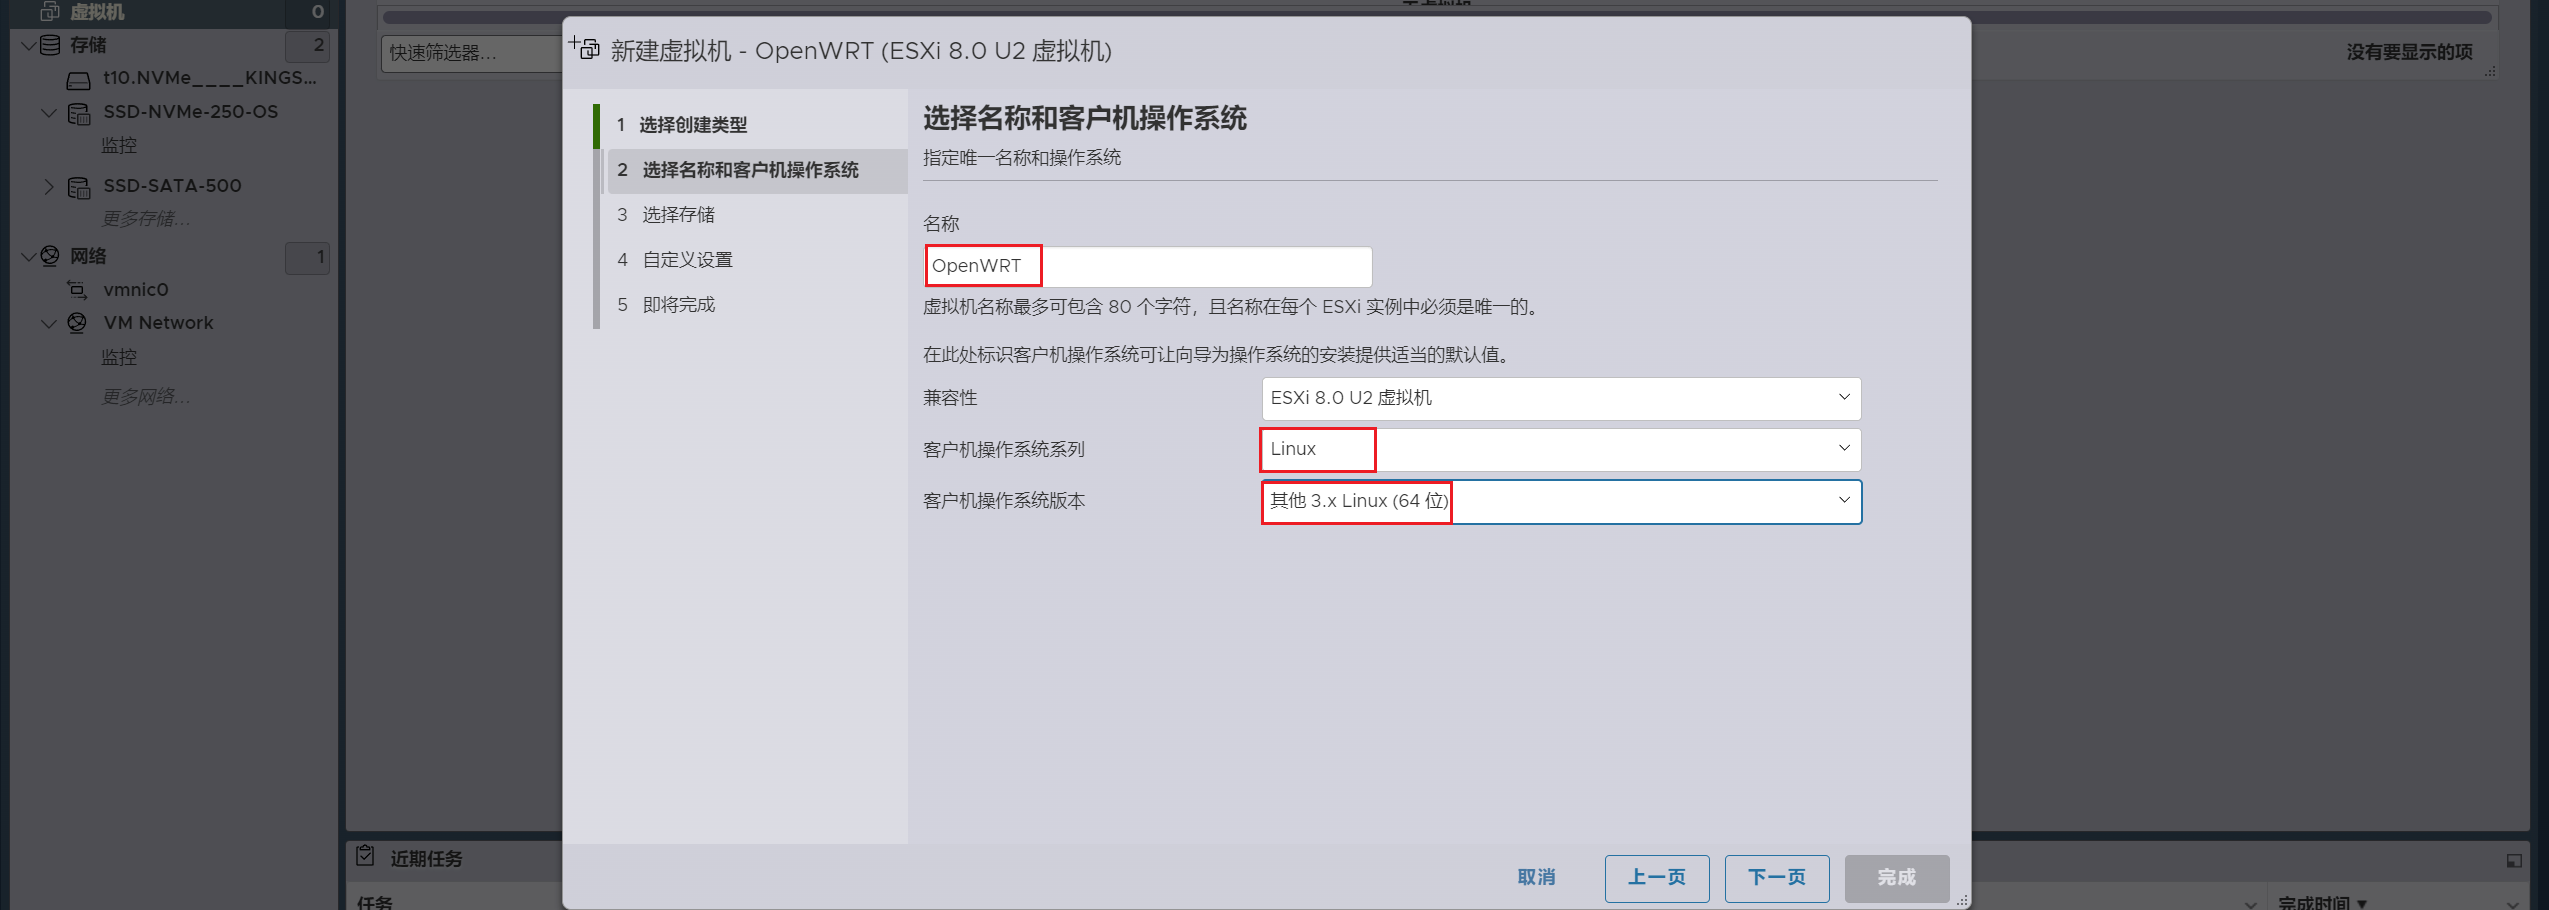 虚拟机 0
存储 2
t10.NVMe____KINGS...
SSD-NVMe-250-OS
监控
SSD-SATA-500
更多存储...
网络 1
vmnic0
VM Network
监控
更多网络...
快速筛选器...
没有要显示的项
新建虚拟机 - OpenWRT (ESXi 8.0 U2 虚拟机)
1 选择创建类型
2 选择名称和客户机操作系统
3 选择存储
4 自定义设置
5 即将完成
选择名称和客户机操作系统
指定唯一名称和操作系统
名称
OpenWRT
虚拟机名称最多可包含 80 个字符，且名称在每个 ESXi 实例中必须是唯一的。
在此处标识客户机操作系统可让向导为操作系统的安装提供适当的默认值。
兼容性 ESXi 8.0 U2 虚拟机
客户机操作系统系列 Linux
客户机操作系统版本 其他 3.x Linux (64 位)
取消 上一页 下一页 完成
近期任务
任务
完成时间▼